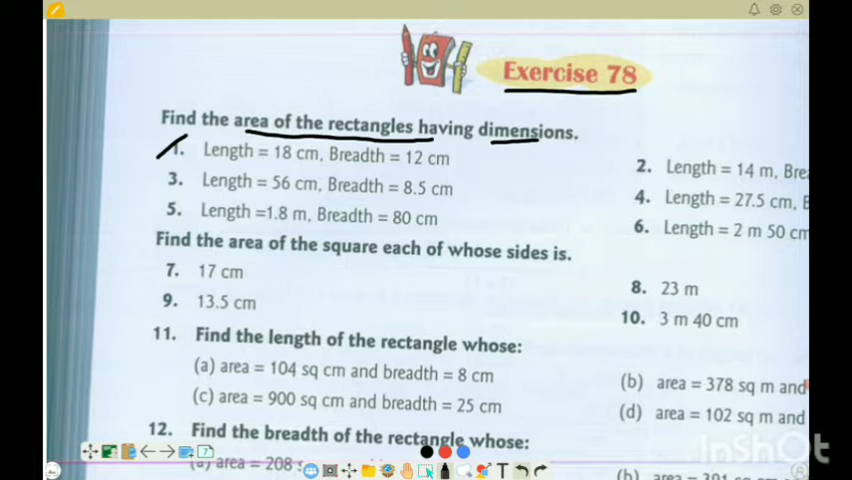 Exercise 78
Find the area of the rectangles having dimensions.
1. Length = 18 cm, Breadth = 12 cm
2. Length = 14 m,
3. Length = 56 cm, Breadth = 8.5 cm
4. Length = 27.5 cm,
5. Length =1.8 m, Breadth = 80 cm
6. Length = 2 m 50 cm
Find the area of the square each of whose sides is.
7. 17 cm
8. 23 m
9. 13.5 cm
10. 3 m 40 cm
11. Find the length of the rectangle whose:
(a) area = 104 sq cm and breadth = 8 cm
(b) area = 378 sq m and
(c) area = 900 sq cm and breadth = 25 cm
(d) area = 102 sq m and
12. Find the breadth of the rectangle whose:
(a) area = 208
InShOt
7
T